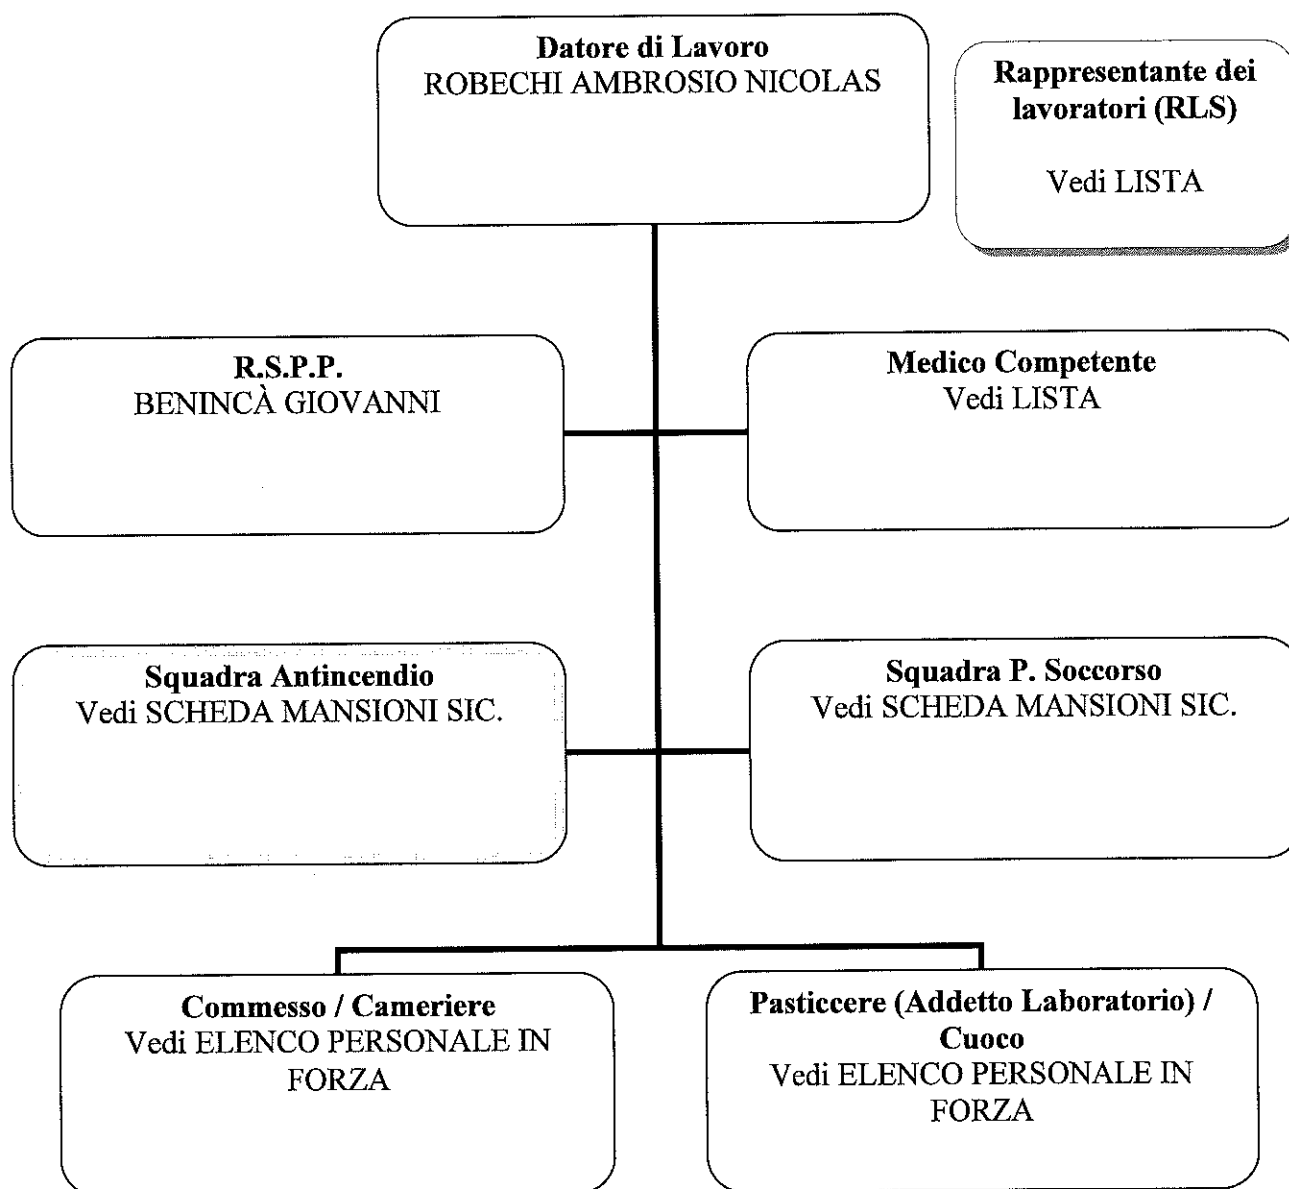 Datore di Lavoro
ROBECHI AMBROSIO NICOLAS
Rappresentante dei
lavoratori (RLS)
Vedi LISTA
R.S.P.P.
BENINCÀ GIOVANNI
Medico Competente
Vedi LISTA
Squadra Antincendio
Vedi SCHEDA MANSIONI SIC.
Squadra P. Soccorso
Vedi SCHEDA MANSIONI SIC.
Commesso / Cameriere
Vedi ELENCO PERSONALE IN
FORZA
Pasticcere (Addetto Laboratorio) /
Cuoco
Vedi ELENCO PERSONALE IN
FORZA